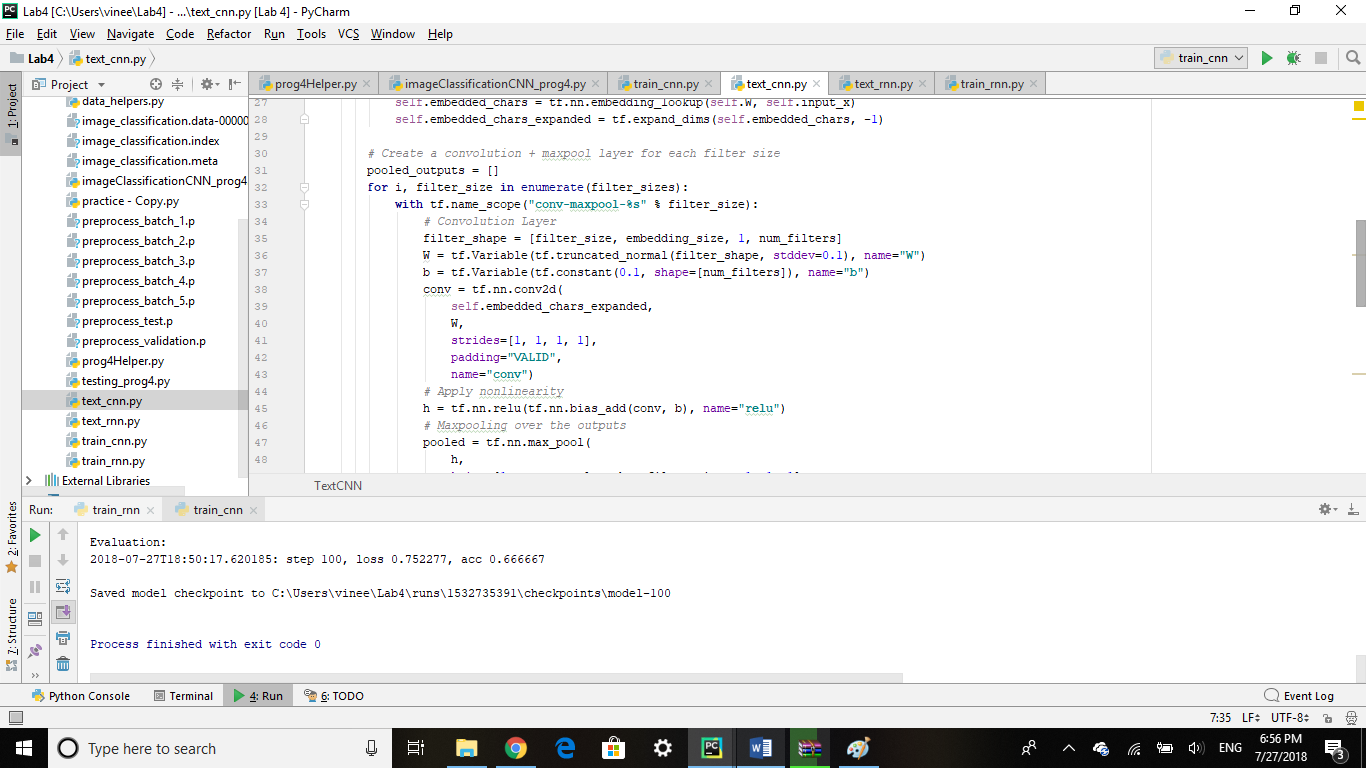 Lab4 [C:\Users\vinee\Lab4] - ...\text_cnn.py [Lab 4] - PyCharm
File Edit View Navigate Code Refactor Run Tools VCS Window Help
Lab4 text_cnn.py train_cnn
1: Project
Project
data_helpers.py
image_classification.data-00000
image_classification.index
image_classification.meta
imageClassificationCNN_prog4
practice - Copy.py
preprocess_batch_1.p
preprocess_batch_2.p
preprocess_batch_3.p
preprocess_batch_4.p
preprocess_batch_5.p
preprocess_test.p
preprocess_validation.p
prog4Helper.py
testing_prog4.py
text_cnn.py
text_rnn.py
train_cnn.py
train_rnn.py
External Libraries
prog4Helper.py imageClassificationCNN_prog4.py train_cnn.py text_cnn.py text_rnn.py train_rnn.py
27 self.embedded_chars = tf.nn.embedding_lookup(self.W, self.input_x)
28 self.embedded_chars_expanded = tf.expand_dims(self.embedded_chars, -1)
29
30 # Create a convolution + maxpool layer for each filter size
31 pooled_outputs = []
32 for i, filter_size in enumerate(filter_sizes):
33 with tf.name_scope("conv-maxpool-%s" % filter_size):
34 # Convolution Layer
35 filter_shape = [filter_size, embedding_size, 1, num_filters]
36 W = tf.Variable(tf.truncated_normal(filter_shape, stddev=0.1), name="W")
37 b = tf.Variable(tf.constant(0.1, shape=[num_filters]), name="b")
38 conv = tf.nn.conv2d(
39 self.embedded_chars_expanded,
40 W,
41 strides=[1, 1, 1, 1],
42 padding="VALID",
43 name="conv")
44 # Apply nonlinearity
45 h = tf.nn.relu(tf.nn.bias_add(conv, b), name="relu")
46 # Maxpooling over the outputs
47 pooled = tf.nn.max_pool(
48 h,
TextCNN
Run: train_rnn train_cnn
2: Favorites
7: Structure
Evaluation:
2018-07-27T18:50:17.620185: step 100, loss 0.752277, acc 0.666667
Saved model checkpoint to C:\Users\vinee\Lab4\runs\1532735391\checkpoints\model-100
Process finished with exit code 0
Python Console Terminal 4: Run 6: TODO Event Log
7:35 LF UTF-8
Type here to search
ENG
6:56 PM
7/27/2018
3